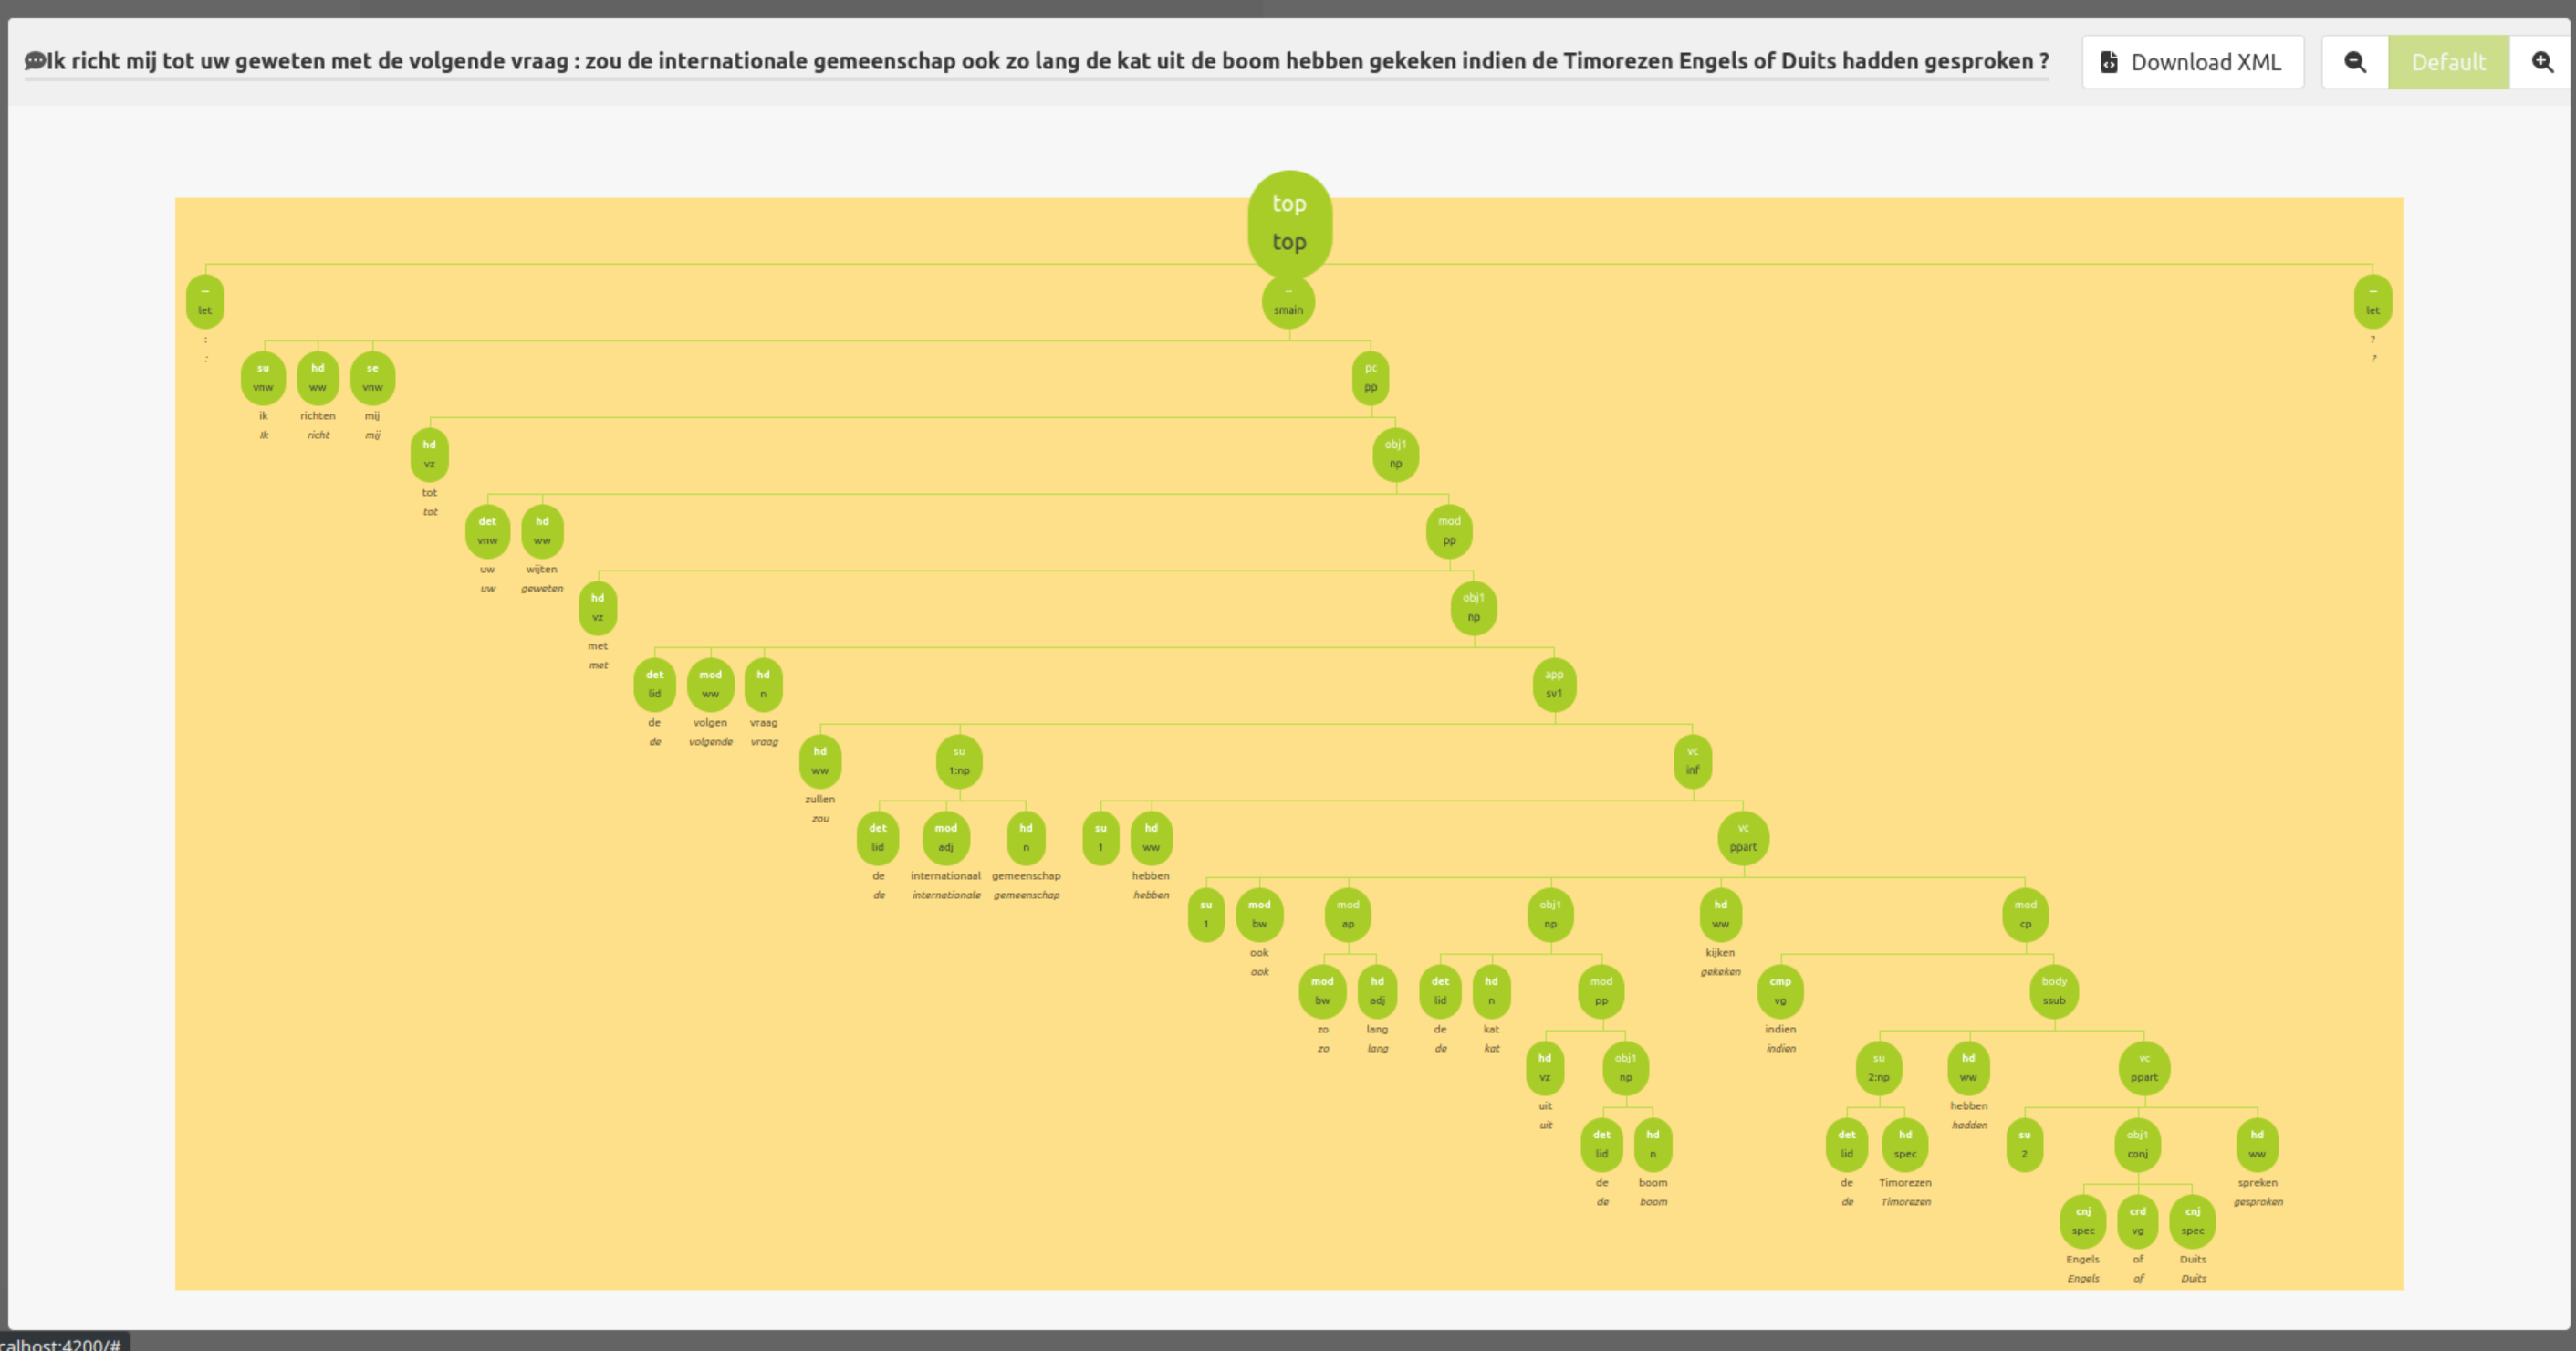 Ik richt mij tot uw geweten met de volgende vraag : zou de internationale gemeenschap ook zo lang de kat uit de boom hebben gekeken indien de Timorezen Engels of Duits hadden gesproken ?
Download XML
Default
top
top
-- -- --
let smain let
: ?
: ?
su hd se pc
vnw ww vnw pp
ik richten mij
Ik richt mij
hd obj1
vz np
tot
tot
det hd mod
vnw ww pp
uw wijten
uw geweten
hd obj1
vz np
met
met
det mod hd app
lid ww n sv1
de volgen vraag
de volgende vraag
hd su vc
ww 1:np inf
zullen
zou
det mod hd su hd vc
lid adj n 1 ww ppart
de internationaal gemeenschap hebben
de internationale gemeenschap hebben
su mod mod obj1 hd mod
1 bw ap np ww cp
ook kijken
ook gekeken
mod hd det hd mod cmp body
bw adj lid n pp vg ssub
zo lang de kat indien
zo lang de kat indien
hd obj1 su hd vc
vz np 2:np ww ppart
uit hebben
uit hadden
det hd det hd su obj1 hd
lid n lid spec 2 conj ww
de boom de Timorezen spreken
de boom de Timorezen gesproken
cnj crd cnj
spec vg spec
Engels of Duits
Engels of Duits
calhost:4200/#